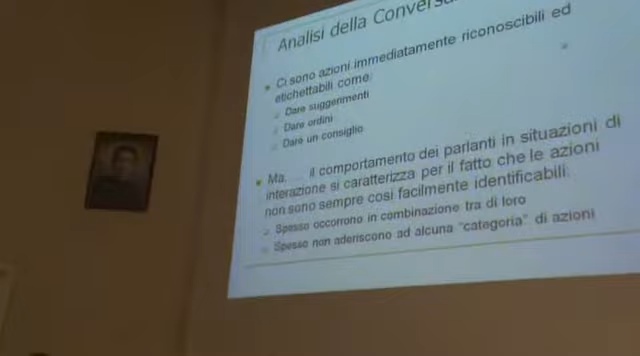 Analisi della Conversa
Ci sono azioni immediatamente riconoscibili ed
etichettabili come:
Dare suggerimenti
Dare ordini
Dare un consiglio
Ma.... il comportamento dei parlanti in situazioni di
interazione si caratterizza per il fatto che le azioni
non sono sempre così facilmente identificabili:
Spesso occorrono in combinazione tra di loro
Spesso non aderiscono ad alcuna "categoria" di azioni